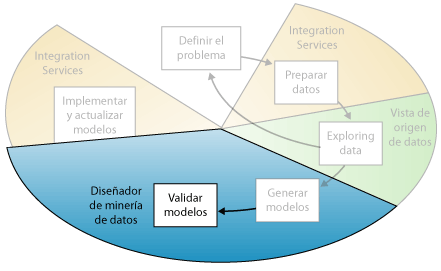 Definir el
problema
Integration
Services
Preparar
datos
Vista de
origen
de datos
Exploring
data
Generar
modelos
Diseñador
de minería
de datos
Validar
modelos
Implementar
y actualizar
modelos
Integration
Services